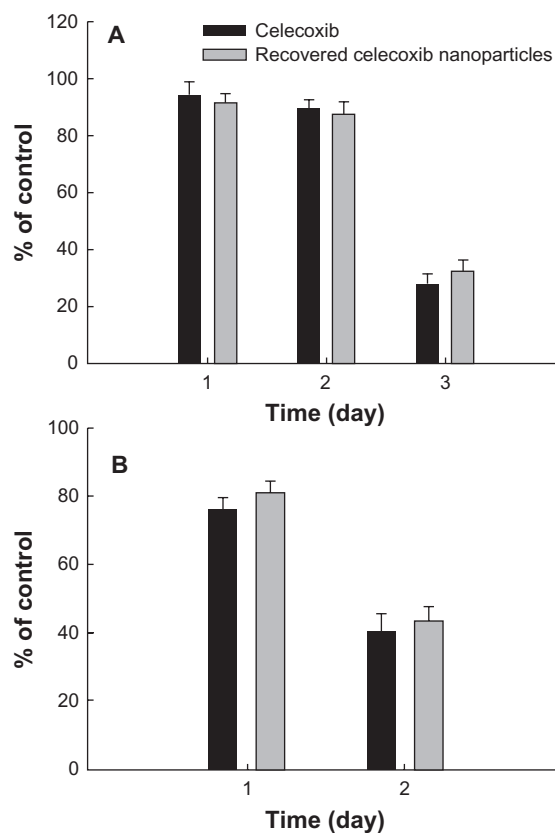 A
Celecoxib
Recovered celecoxib nanoparticles
% of control
120
100
80
60
40
20
0
1 2 3
Time (day)
B
% of control
100
80
60
40
20
0
1 2
Time (day)